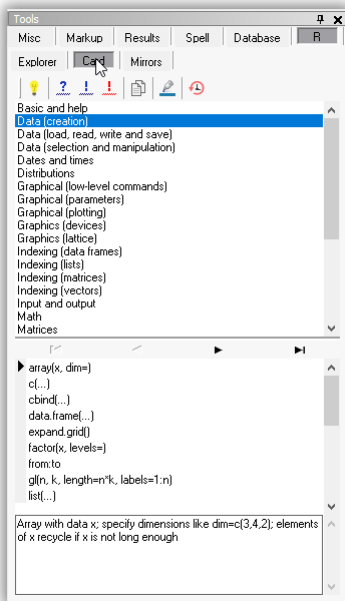 Tools
Misc Markup Results Spell Database R
Explorer Card Mirrors
Basic and help
Data (creation)
Data (load, read, write and save)
Data (selection and manipulation)
Dates and times
Distributions
Graphical (low-level commands)
Graphical (parameters)
Graphical (plotting)
Graphics (devices)
Graphics (lattice)
Indexing (data frames)
Indexing (lists)
Indexing (matrices)
Indexing (vectors)
Input and output
Math
Matrices
array(x, dim=)
c(...)
cbind(...)
data.frame(...)
expand.grid()
factor(x, levels=)
from:to
gl(n, k, length=n*k, labels=1:n)
list(...)
Array with data x; specify dimensions like dim=c(3,4,2); elements
of x recycle if x is not long enough